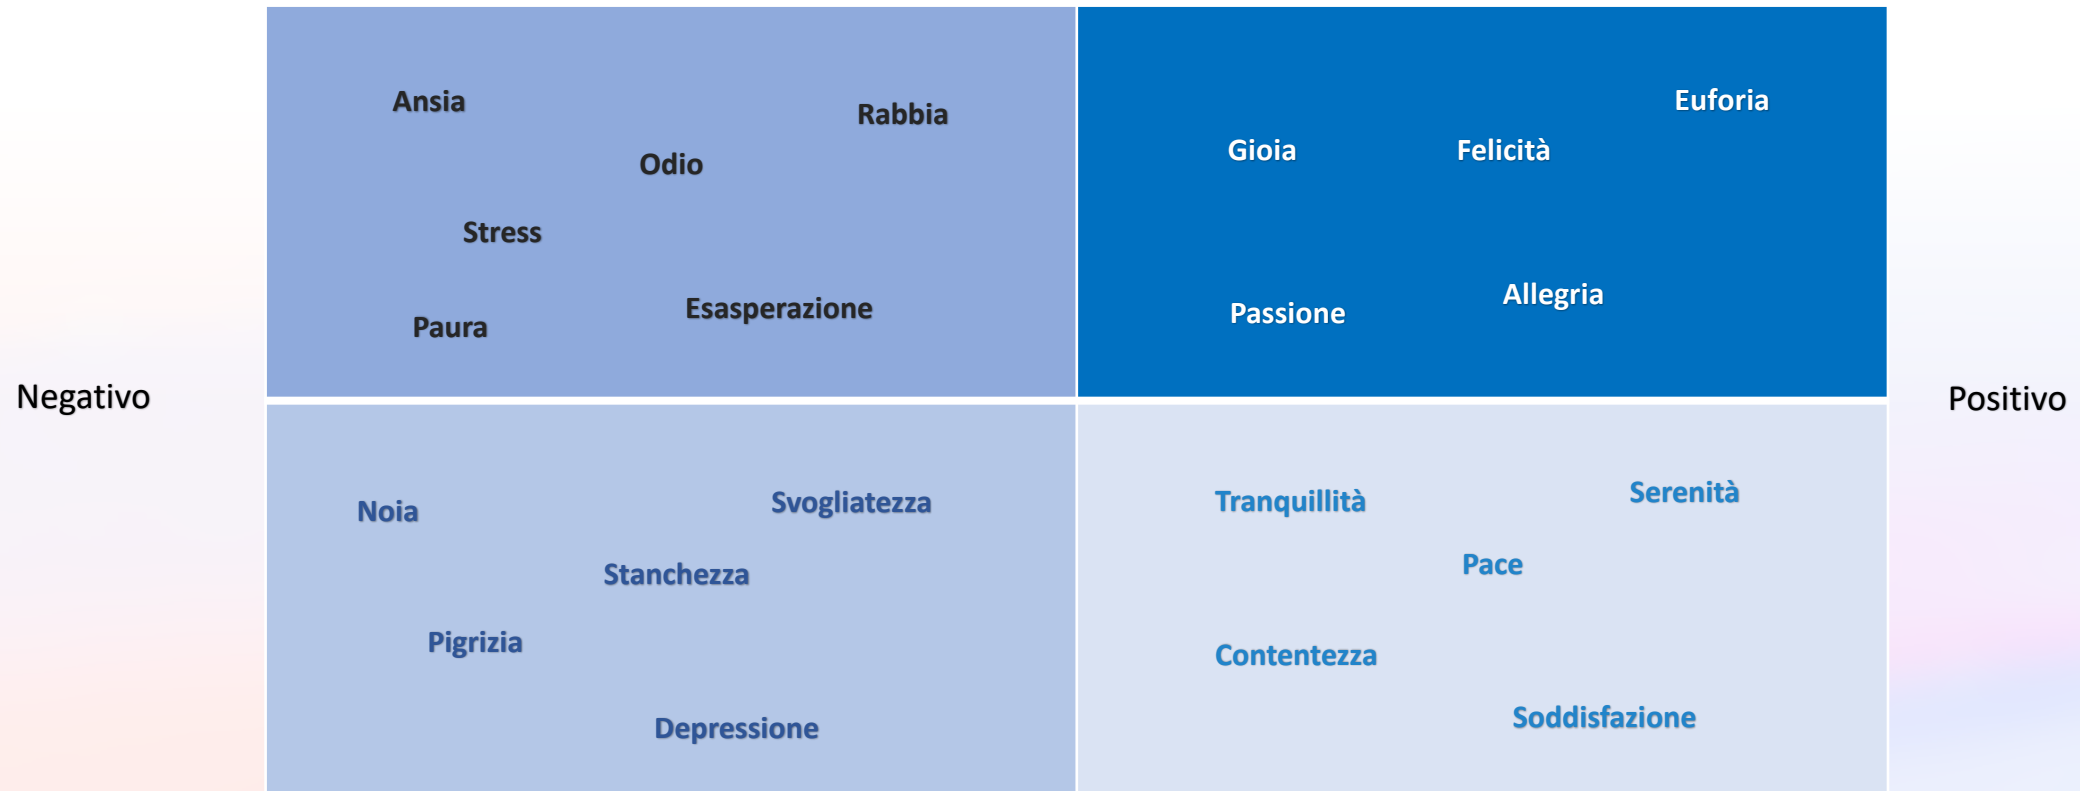 Ansia
Rabbia
Odio
Stress
Esasperazione
Paura
Euforia
Gioia
Felicità
Allegria
Passione
Negativo
Positivo
Noia
Svogliatezza
Stanchezza
Pigrizia
Depressione
Tranquillità
Serenità
Pace
Contentezza
Soddisfazione